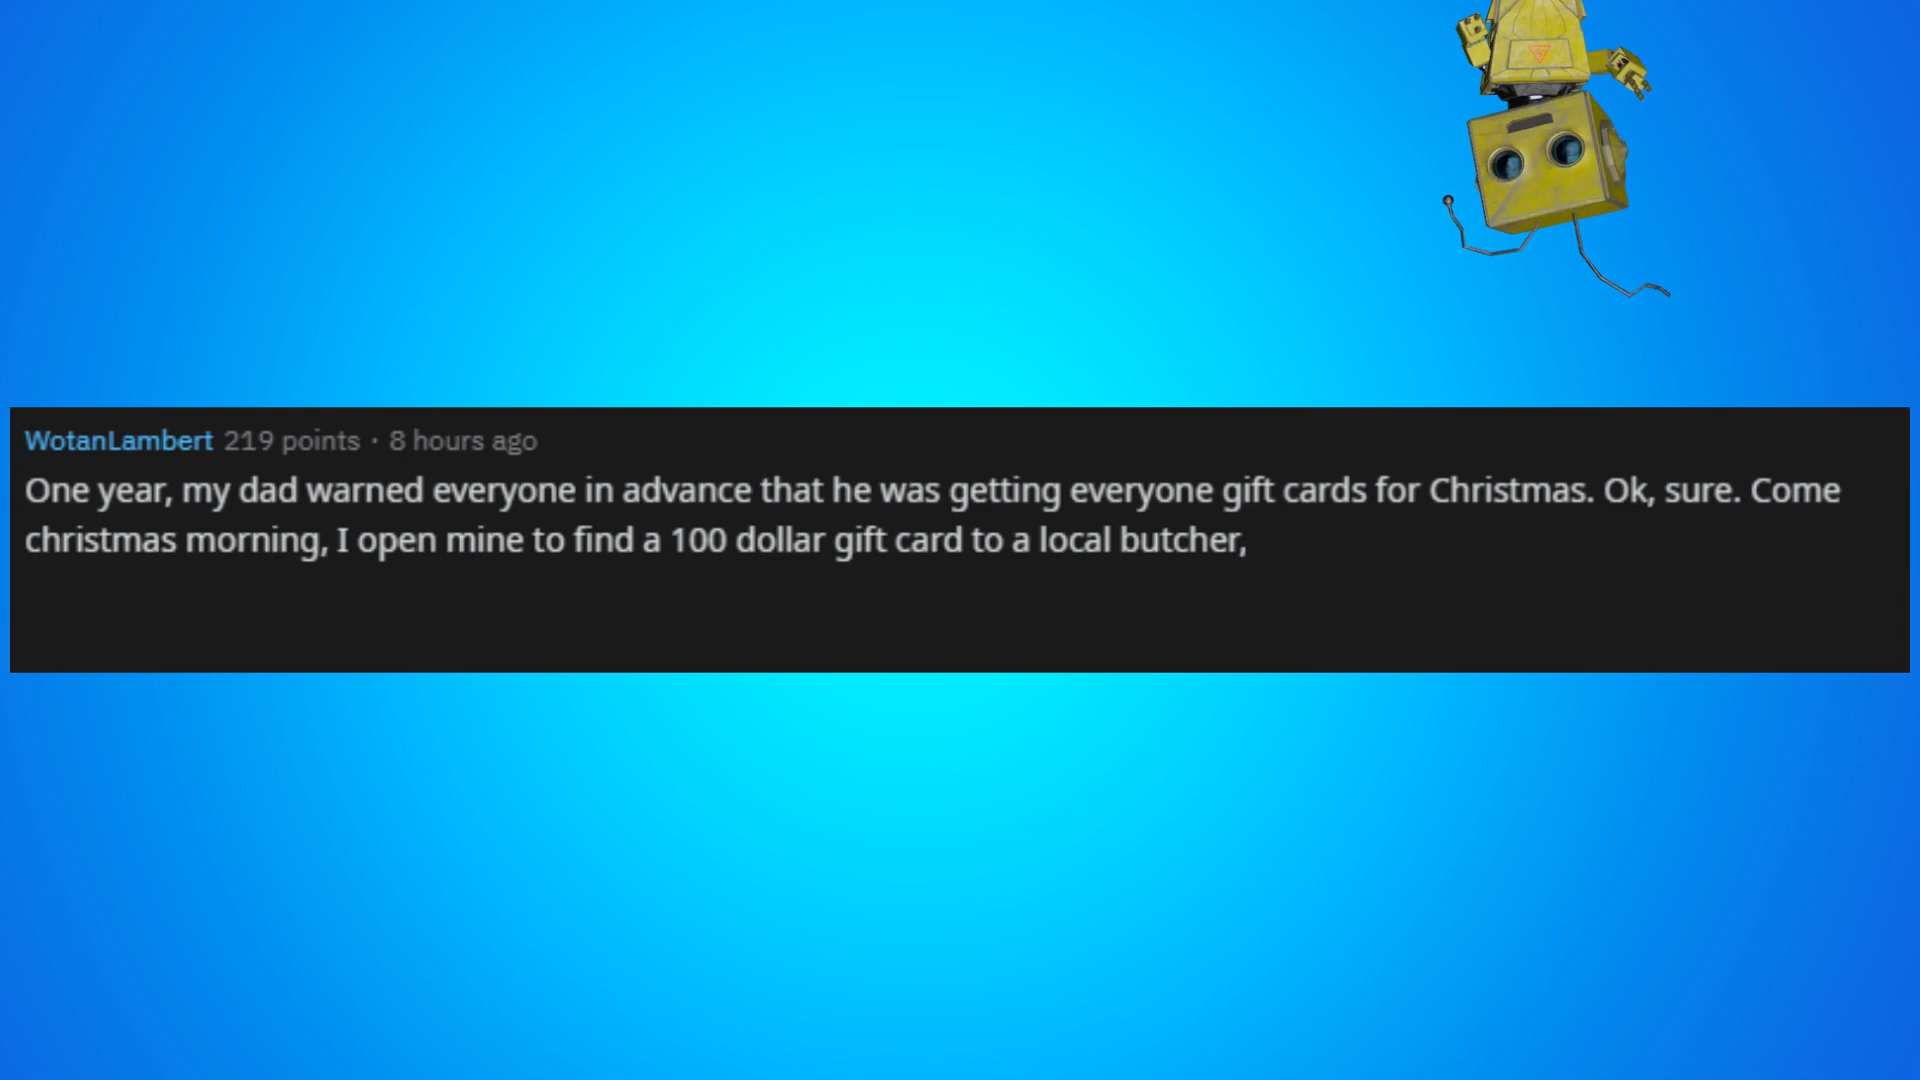 WotanLambert 219 points · 8 hours ago
One year, my dad warned everyone in advance that he was getting everyone gift cards for Christmas. Ok, sure. Come
christmas morning, I open mine to find a 100 dollar gift card to a local butcher,